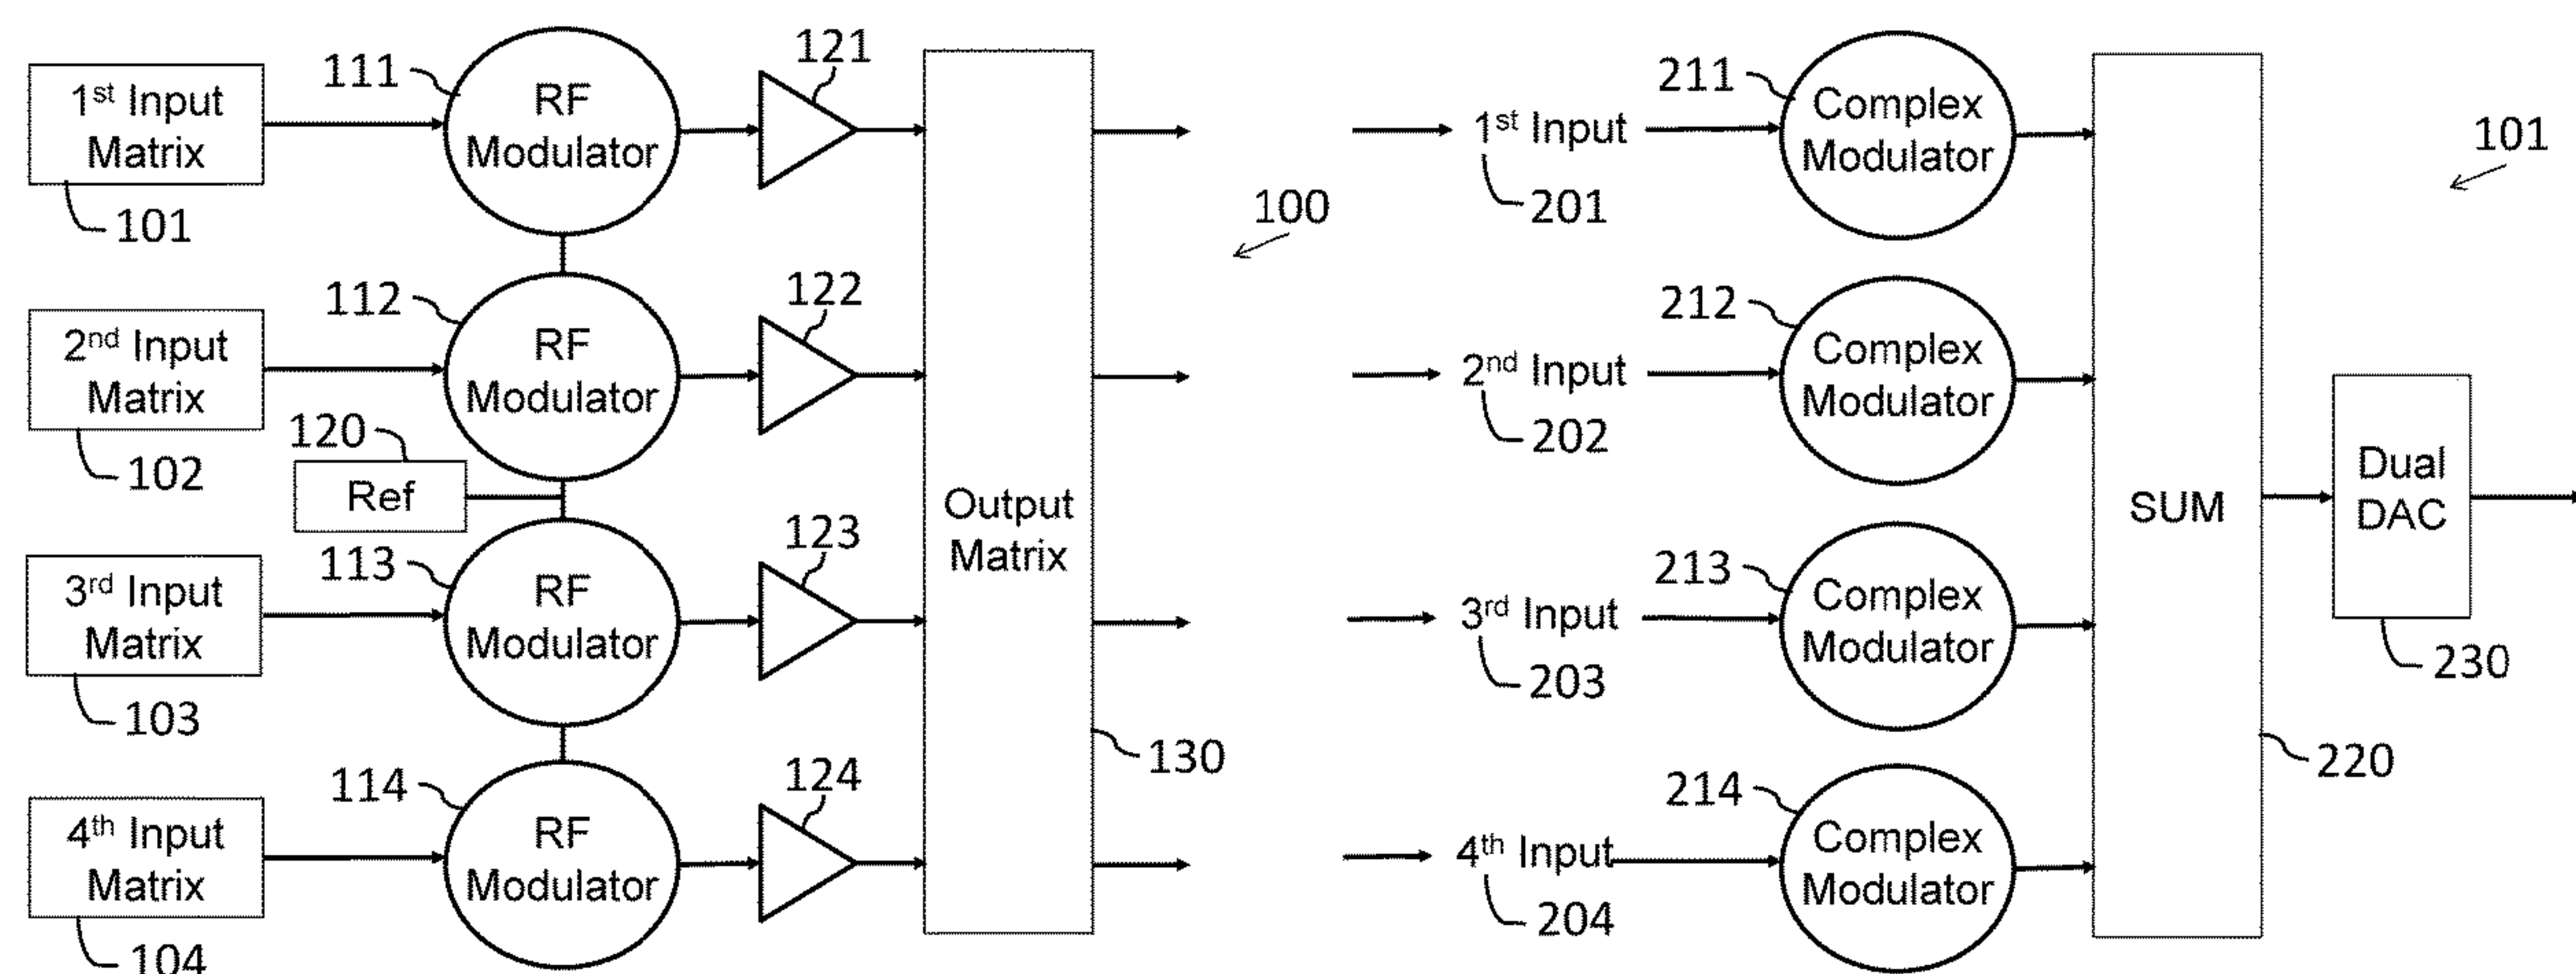 1st Input
Matrix
101
111
RF
Modulator
121
2nd Input
Matrix
102
112
RF
Modulator
122
120
Ref
3rd Input
Matrix
103
113
RF
Modulator
123
4th Input
Matrix
104
114
RF
Modulator
124
Output
Matrix
130
100
1st Input
201
211
Complex
Modulator
2nd Input
202
212
Complex
Modulator
3rd Input
203
213
Complex
Modulator
4th Input
204
214
Complex
Modulator
SUM
220
Dual
DAC
230
101